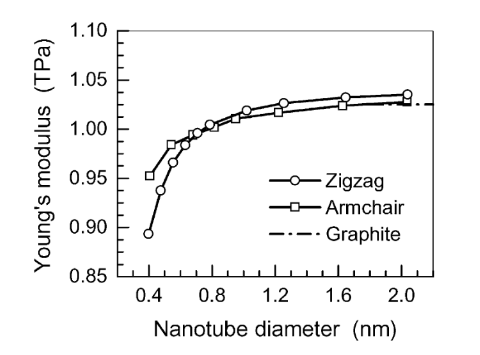 1.10
1.05
1.00
0.95
0.90
0.85
Young's modulus (TPa)
Zigzag
Armchair
Graphite
0.4 0.8 1.2 1.6 2.0
Nanotube diameter (nm)